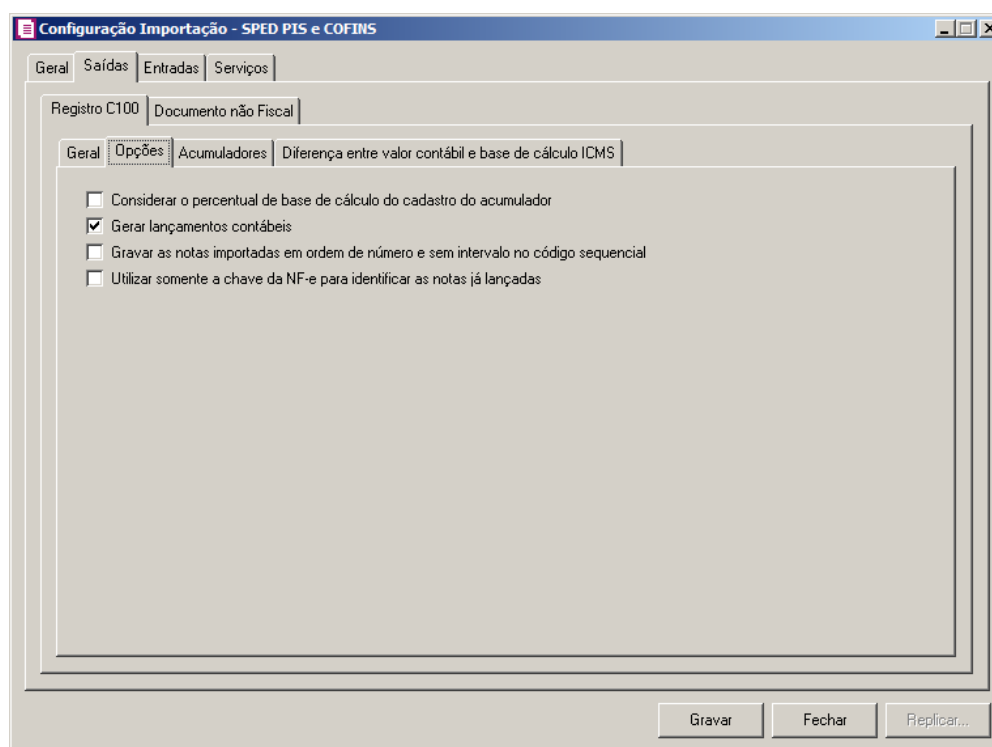 Configuração Importação - SPED PIS e COFINS
Geral Saídas Entradas Serviços
Registro C100 Documento não Fiscal
Geral Opções Acumuladores Diferença entre valor contábil e base de cálculo ICMS
Considerar o percentual de base de cálculo do cadastro do acumulador
Gerar lançamentos contábeis
Gravar as notas importadas em ordem de número e sem intervalo no código sequencial
Utilizar somente a chave da NF-e para identificar as notas já lançadas
Gravar Fechar Replicar...